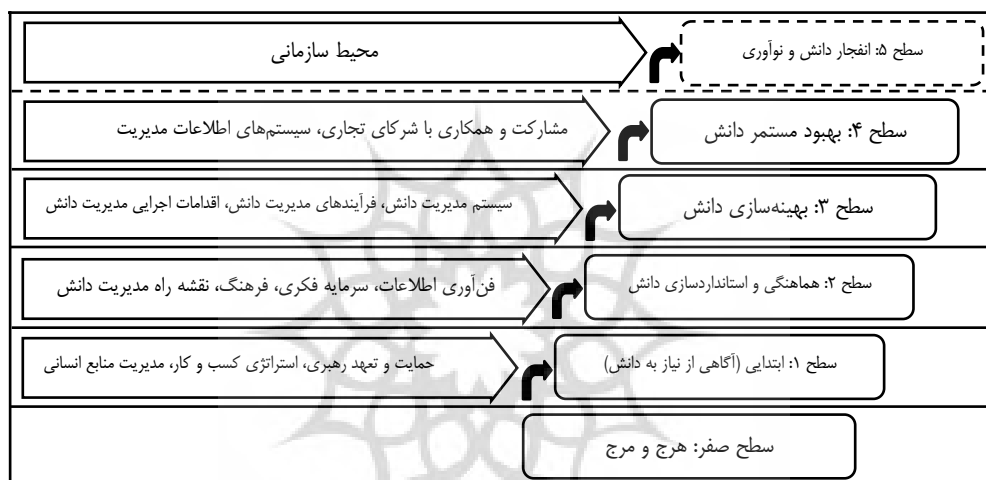 سطح ۵: انفجار دانش و نوآوری
محیط سازمانی
سطح ۴: بهبود مستمر دانش
مشارکت و همکاری با شرکای تجاری، سیستم‌های اطلاعات مدیریت
سطح ۳: بهینه‌سازی دانش
سیستم مدیریت دانش، فرآیندهای مدیریت دانش، اقدامات اجرایی مدیریت دانش
سطح ۲: هماهنگی و استانداردسازی دانش
فن‌آوری اطلاعات، سرمایه فکری، فرهنگ، نقشه راه مدیریت دانش
سطح ۱: ابتدایی (آگاهی از نیاز به دانش)
حمایت و تعهد رهبری، استراتژی کسب و کار، مدیریت منابع انسانی
سطح صفر: هرج و مرج